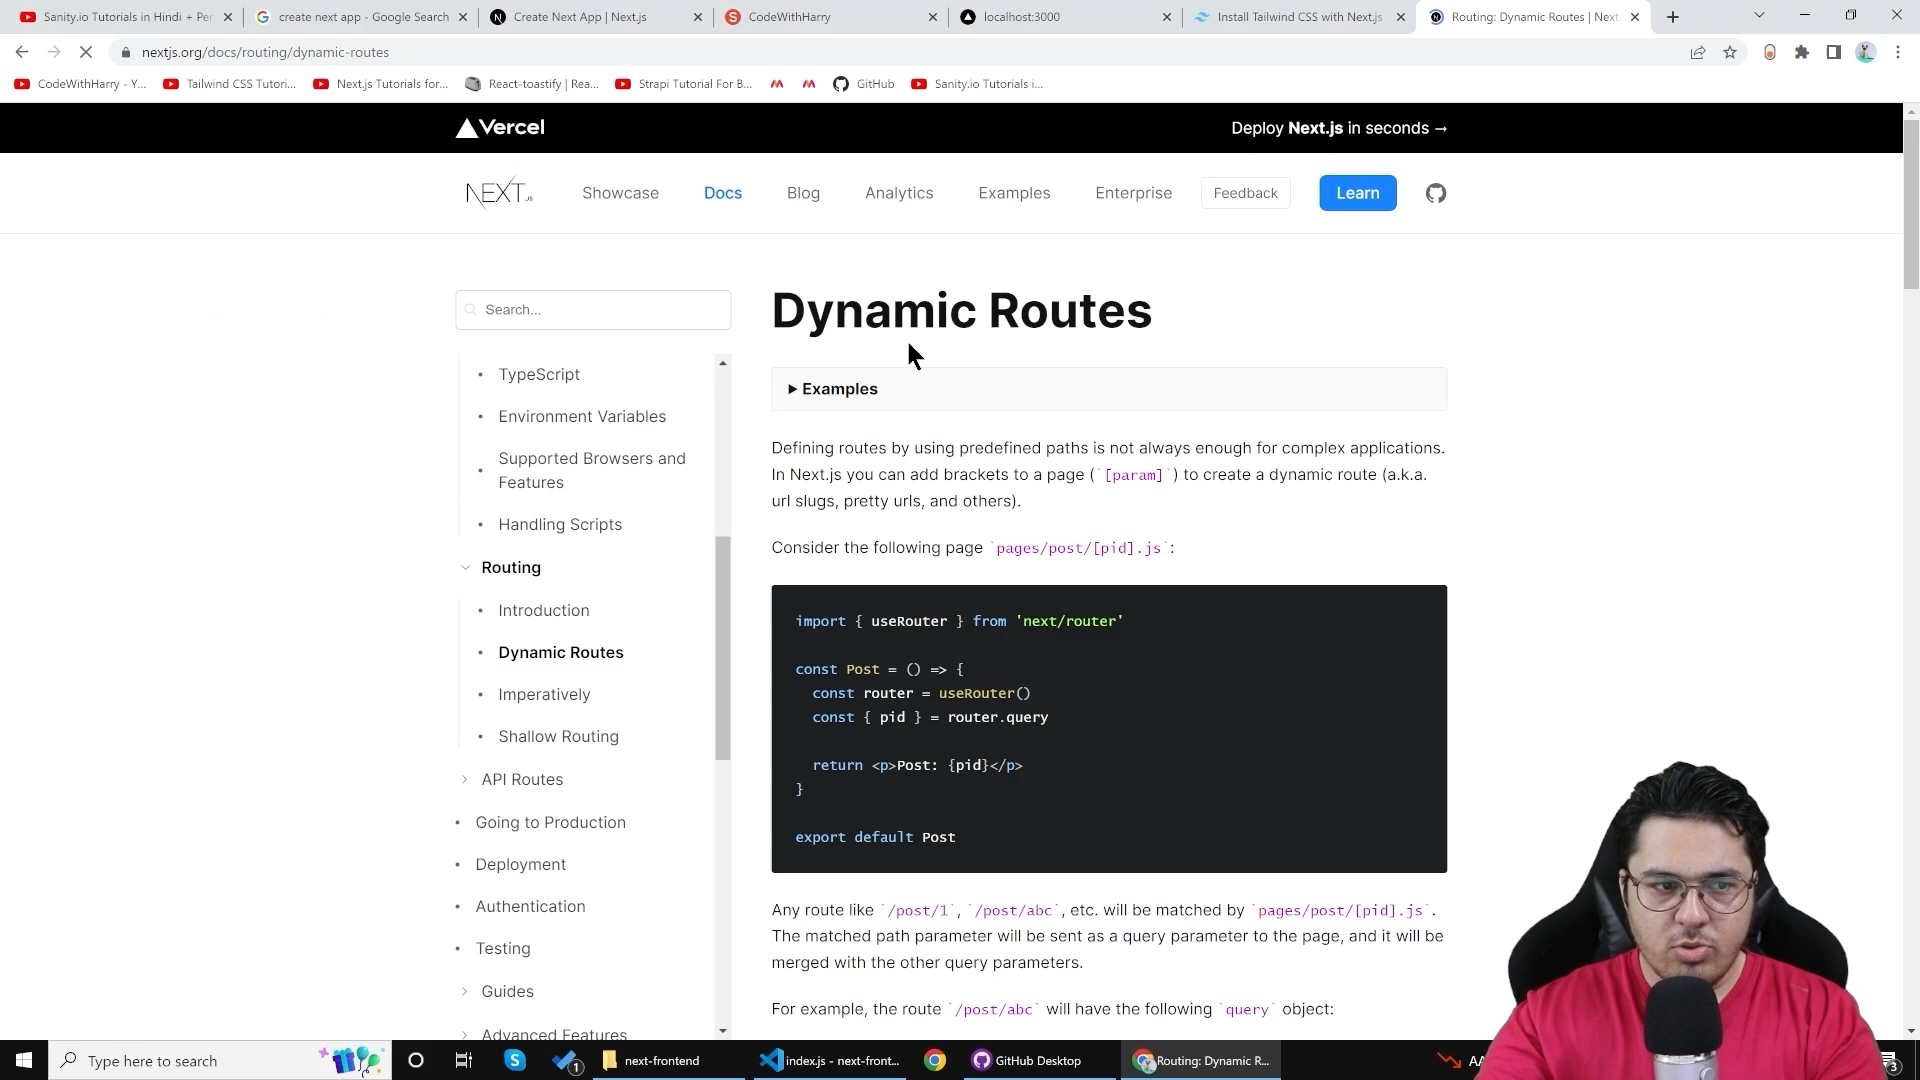 Sanity.io Tutorials in Hindi + Per
create next app - Google Search
Create Next App | Next.js
CodeWithHarry
localhost:3000
Install Tailwind CSS with Next.js
Routing: Dynamic Routes | Next
nextjs.org/docs/routing/dynamic-routes
CodeWithHarry - Y...
Tailwind CSS Tutori...
Next.js Tutorials for...
React-toastify | Rea...
Strapi Tutorial For B...
GitHub
Sanity.io Tutorials i...
Vercel
Deploy Next.js in seconds →
NEXT.JS
Showcase
Docs
Blog
Analytics
Examples
Enterprise
Feedback
Learn
Search...
• TypeScript
• Environment Variables
• Supported Browsers and
Features
• Handling Scripts
Routing
• Introduction
• Dynamic Routes
• Imperatively
• Shallow Routing
API Routes
• Going to Production
• Deployment
• Authentication
• Testing
Guides
Advanced Features
Dynamic Routes
▶ Examples
Defining routes by using predefined paths is not always enough for complex applications.
In Next.js you can add brackets to a page (`[param]`) to create a dynamic route (a.k.a.
url slugs, pretty urls, and others).
Consider the following page `pages/post/[pid].js`:
import { useRouter } from 'next/router'
const Post = () => {
const router = useRouter()
const { pid } = router.query
return <p>Post: {pid}</p>
}
export default Post
Any route like `/post/1`, `/post/abc`, etc. will be matched by `pages/post/[pid].js`.
The matched path parameter will be sent as a query parameter to the page, and it will be
merged with the other query parameters.
For example, the route `/post/abc` will have the following `query` object:
Type here to search
1
next-frontend
index.js - next-front...
GitHub Desktop
Routing: Dynamic R...
3